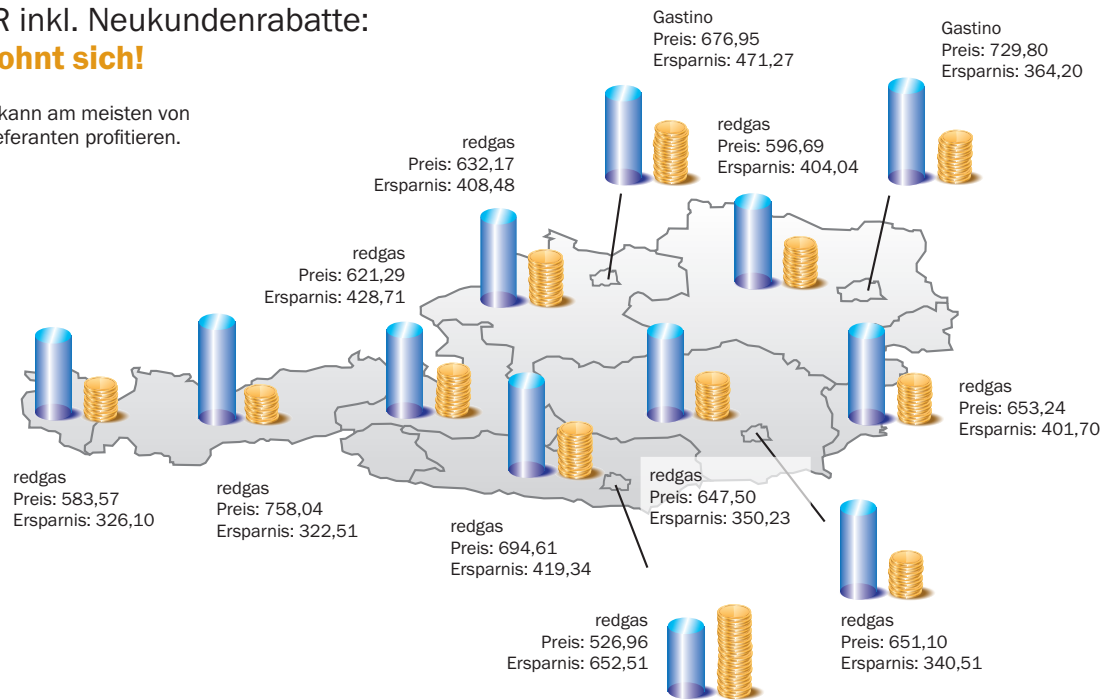 R inkl. Neukundenrabatte:
ohnt sich!
kann am meisten von
eferanten profitieren.
Gastino
Preis: 676,95
Ersparnis: 471,27
Gastino
Preis: 729,80
Ersparnis: 364,20
redgas
Preis: 632,17
Ersparnis: 408,48
redgas
Preis: 596,69
Ersparnis: 404,04
redgas
Preis: 621,29
Ersparnis: 428,71
redgas
Preis: 653,24
Ersparnis: 401,70
redgas
Preis: 583,57
Ersparnis: 326,10
redgas
Preis: 758,04
Ersparnis: 322,51
redgas
Preis: 694,61
Ersparnis: 419,34
redgas
Preis: 647,50
Ersparnis: 350,23
redgas
Preis: 526,96
Ersparnis: 652,51
redgas
Preis: 651,10
Ersparnis: 340,51